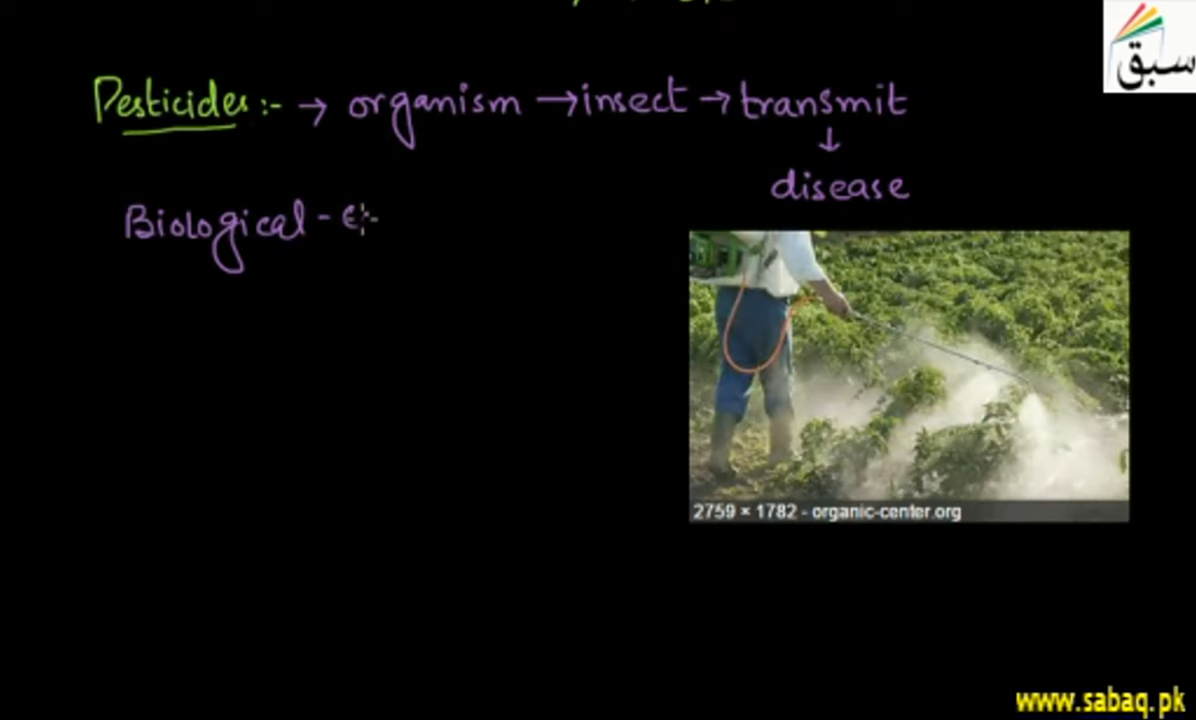 سبق
Pesticides :- → organism → insect → transmit
↓
disease
Biological -
2759 × 1782 - organic-center.org
www.sabaq.pk